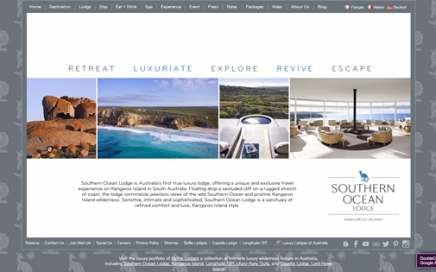 Home Destination Lodge Stay Eat + Drink Spa Experience Event Press Rates Packages Video About Us Blog Français Italiano Deutsch
RETREAT LUXURIATE EXPLORE REVIVE ESCAPE
Southern Ocean Lodge is Australia's first true luxury lodge, offering a unique and exclusive travel
experience on Kangaroo Island in South Australia. Floating atop a secluded cliff on a rugged stretch
of coast, the lodge commands peerless views of the wild Southern Ocean and pristine Kangaroo
Island wilderness. Sensitive, intimate and sophisticated, Southern Ocean Lodge is a sanctuary of
refined comfort and luxe, Kangaroo Island style.
SOUTHERN
OCEAN
LODGE
KANGAROO ISLAND
Reserve Contact Us Join Mail List Social Us Careers Privacy Policy Sitemap Baillie Lodges Capella Lodge Longitude 131° Luxury Lodges of Australia
Visit the luxury portfolio of Baillie Lodges a collection of intimate luxury wilderness lodges in Australia,
including Southern Ocean Lodge, Kangaroo Island, Longitude 131°, Uluru-Kata Tjuta, and Capella Lodge, Lord Howe
Island.